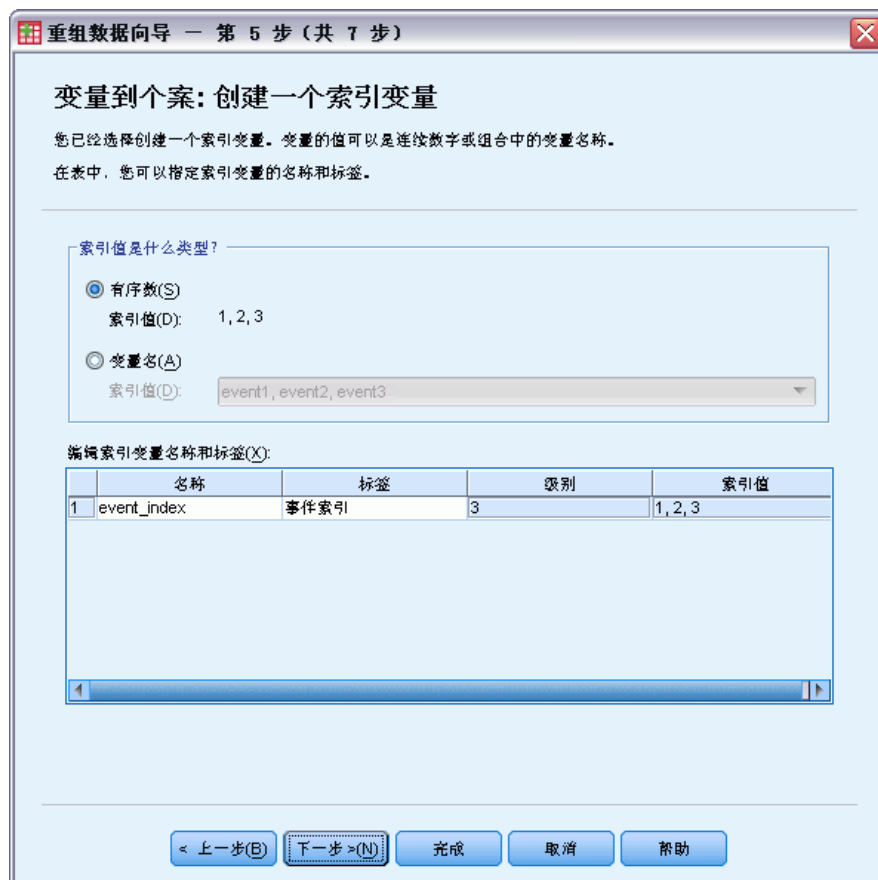 重组数据向导 － 第 5 步（共 7 步）
变量到个案: 创建一个索引变量
您已经选择创建一个索引变量。变量的值可以是连续数字或组合中的变量名称。
在表中，您可以指定索引变量的名称和标签。
索引值是什么类型?
有序数(S)
索引值(D): 1, 2, 3
变量名(A)
索引值(D): event1, event2, event3
编辑索引变量名称和标签(X):
名称 标签 级别 索引值
1 event_index 事件索引 3 1, 2, 3
< 上一步(B) 下一步 >(N) 完成 取消 帮助